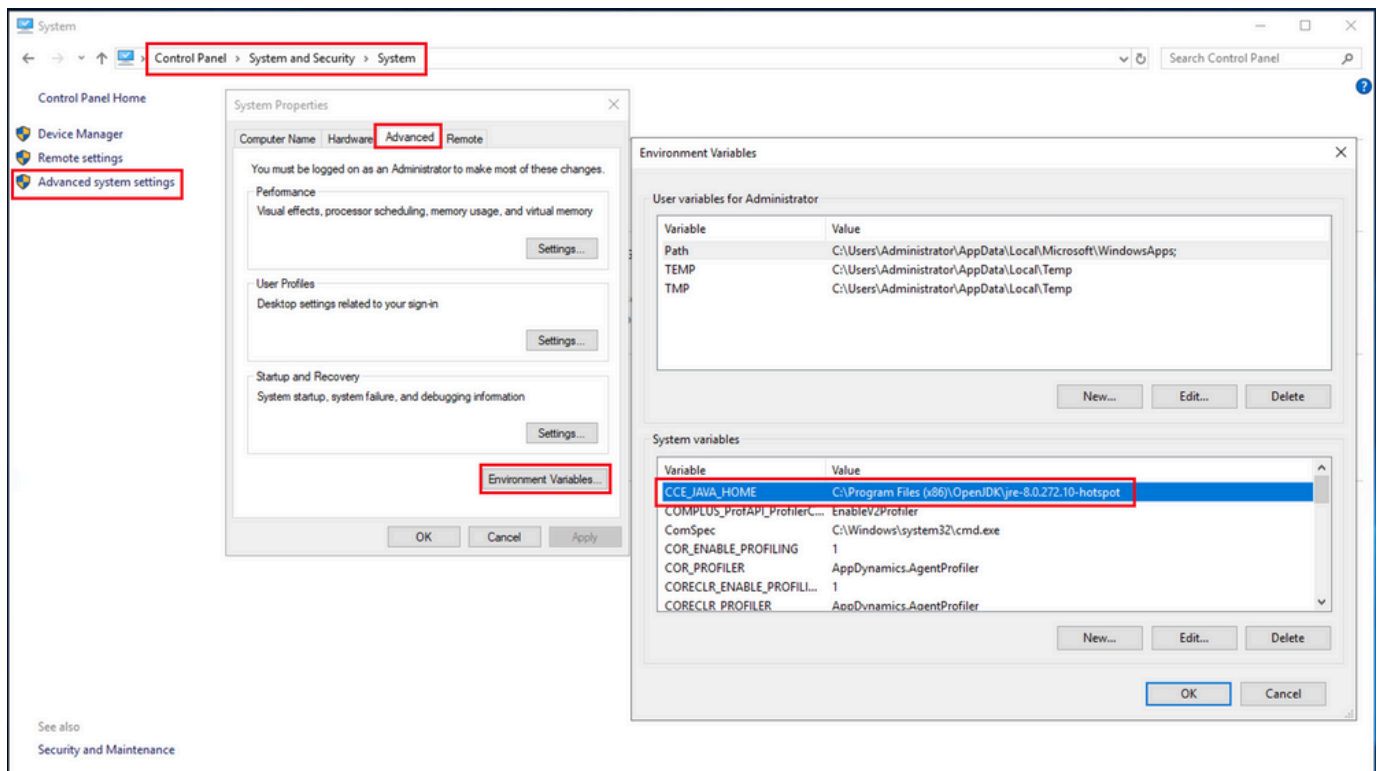 System
Control Panel > System and Security > System
Search Control Panel
Control Panel Home
Device Manager
Remote settings
Advanced system settings
See also
Security and Maintenance
System Properties
Computer Name Hardware Advanced Remote
You must be logged on as an Administrator to make most of these changes.
Performance
Visual effects, processor scheduling, memory usage, and virtual memory
Settings...
User Profiles
Desktop settings related to your sign-in
Settings...
Startup and Recovery
System startup, system failure, and debugging information
Settings...
Environment Variables...
OK Cancel Apply
Environment Variables
User variables for Administrator
Variable Value
Path C:\Users\Administrator\AppData\Local\Microsoft\WindowsApps;
TEMP C:\Users\Administrator\AppData\Local\Temp
TMP C:\Users\Administrator\AppData\Local\Temp
New... Edit... Delete
System variables
Variable Value
CCE_JAVA_HOME C:\Program Files (x86)\OpenJDK\jre-8.0.272.10-hotspot
COMPLUS_ProfAPI_ProfilerC... EnableV2Profiler
ComSpec C:\Windows\system32\cmd.exe
COR_ENABLE_PROFILING 1
COR_PROFILER AppDynamics.AgentProfiler
CORECLR_ENABLE_PROFILI... 1
CORECLR_PROFILER AppDynamics.AgentProfiler
New... Edit... Delete
OK Cancel